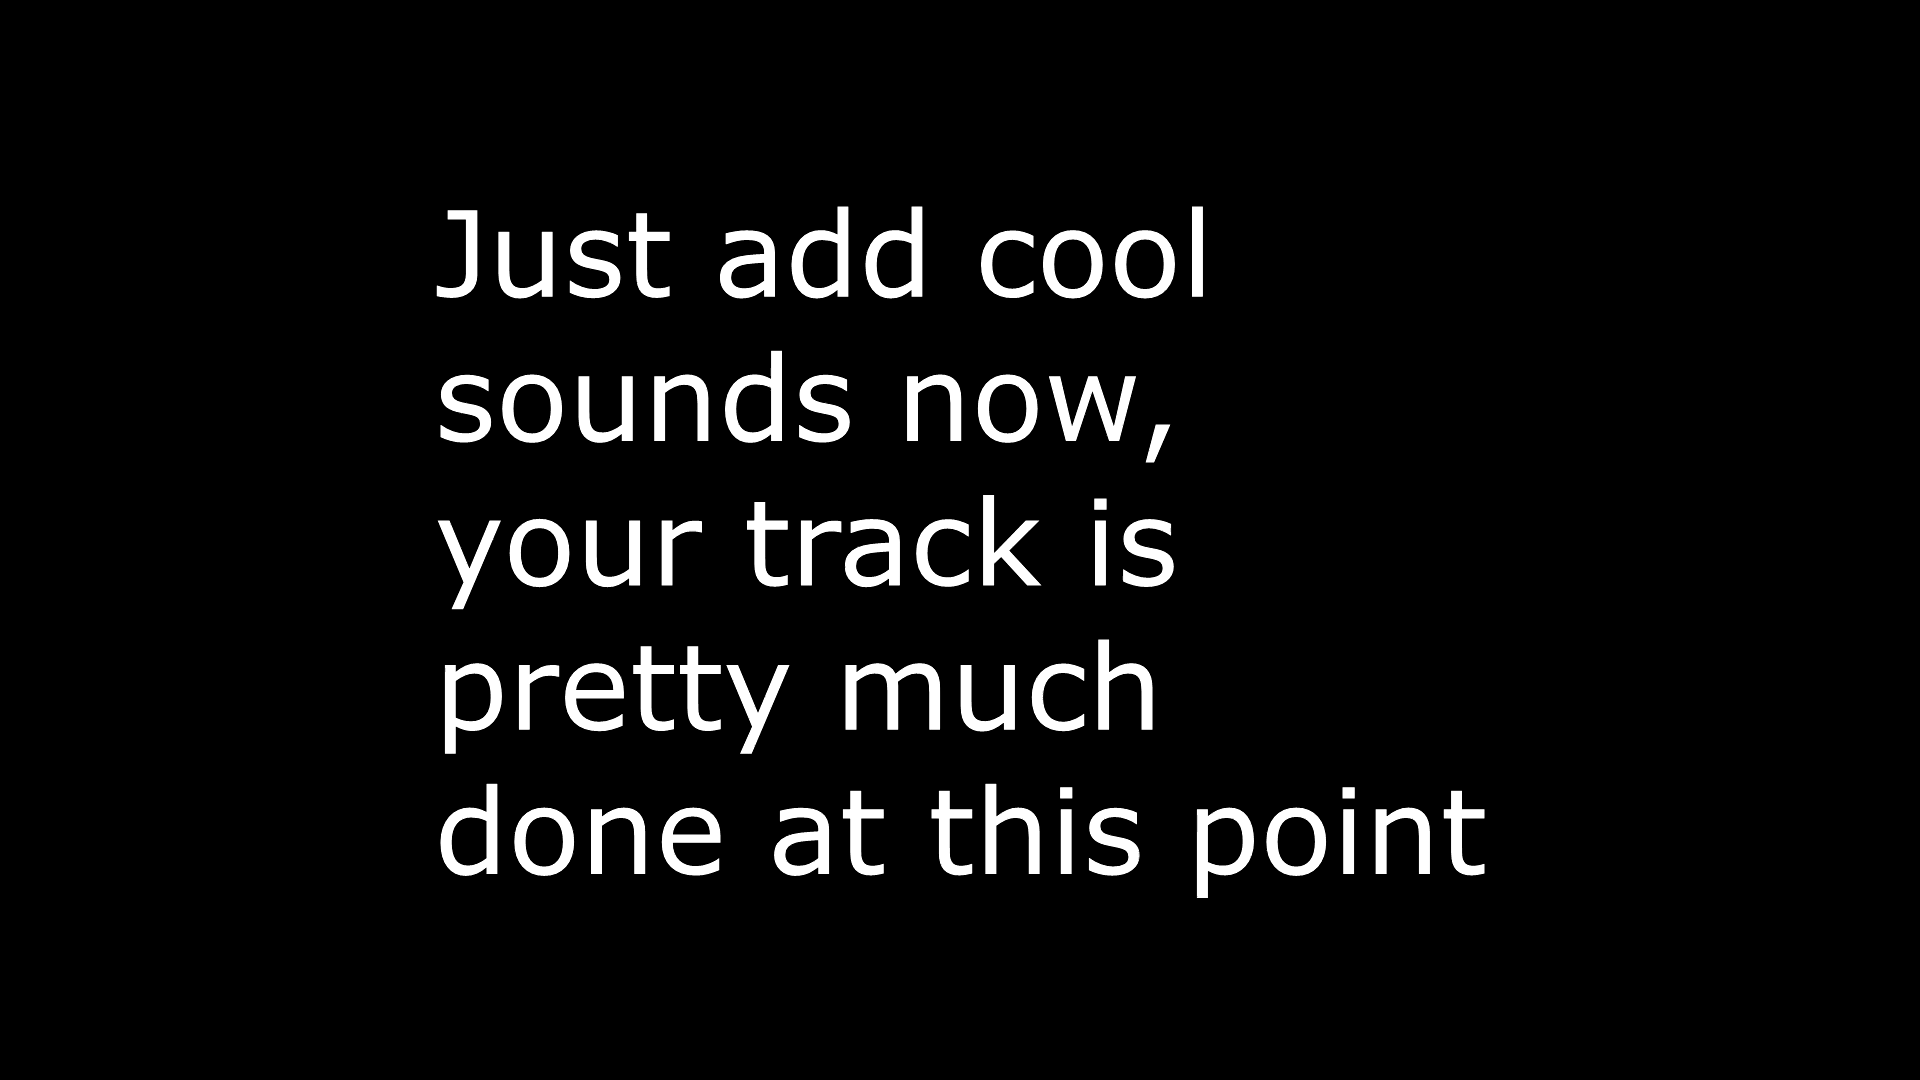 Just add cool
sounds now,
your track is
pretty much
done at this point